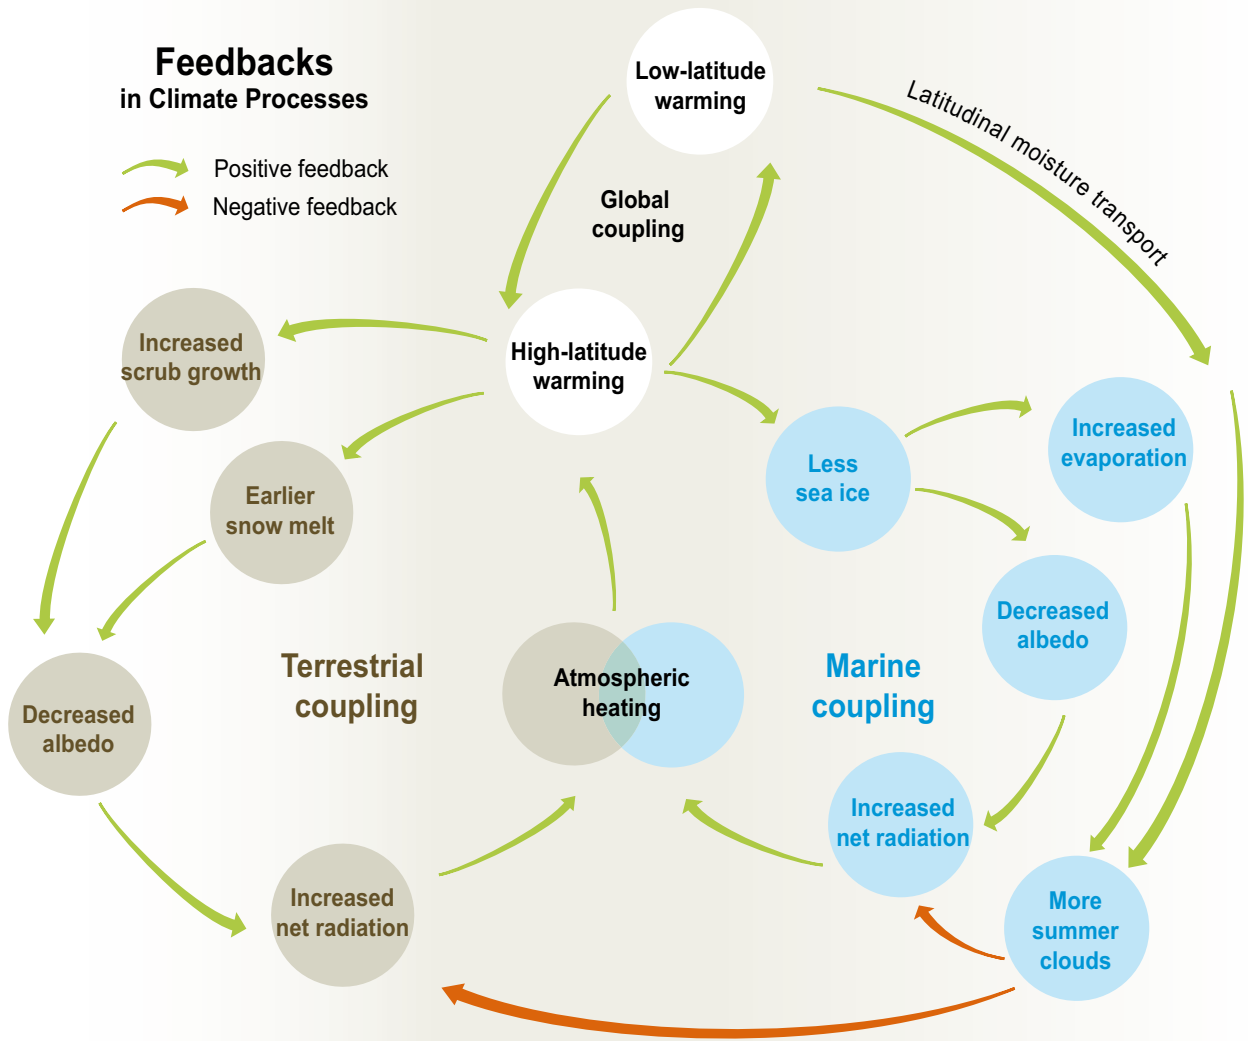 Feedbacks
in Climate Processes
Positive feedback
Negative feedback
Low-latitude
warming
Latitudinal moisture transport
Global
coupling
High-latitude
warming
Increased
scrub growth
Earlier
snow melt
Less
sea ice
Increased
evaporation
Decreased
albedo
Terrestrial
coupling
Atmospheric
heating
Marine
coupling
Decreased
albedo
Increased
net radiation
Increased
net radiation
More
summer
clouds